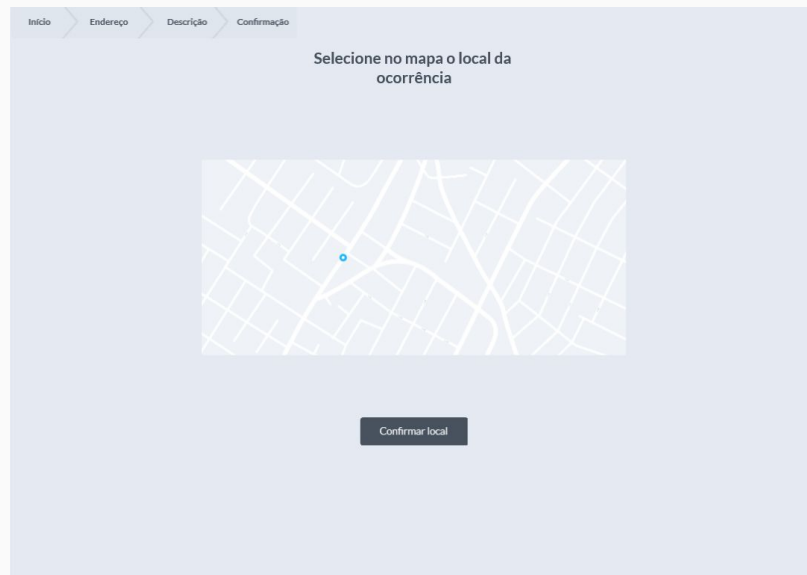 Início Endereço Descrição Confirmação
Selecione no mapa o local da
ocorrência
Confirmar local